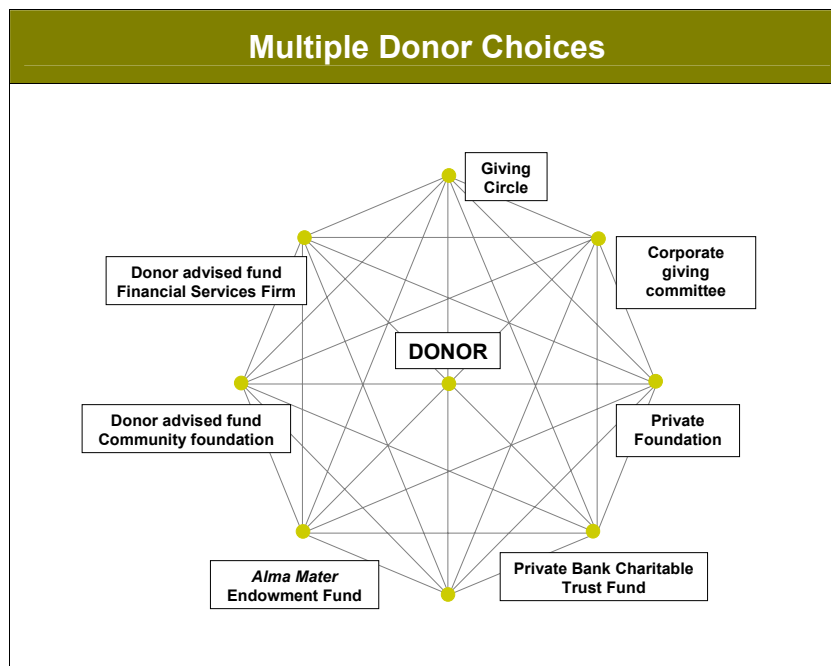 Multiple Donor Choices
Giving
Circle
Corporate
giving
committee
Donor advised fund
Financial Services Firm
DONOR
Donor advised fund
Community foundation
Private
Foundation
Alma Mater
Endowment Fund
Private Bank Charitable
Trust Fund